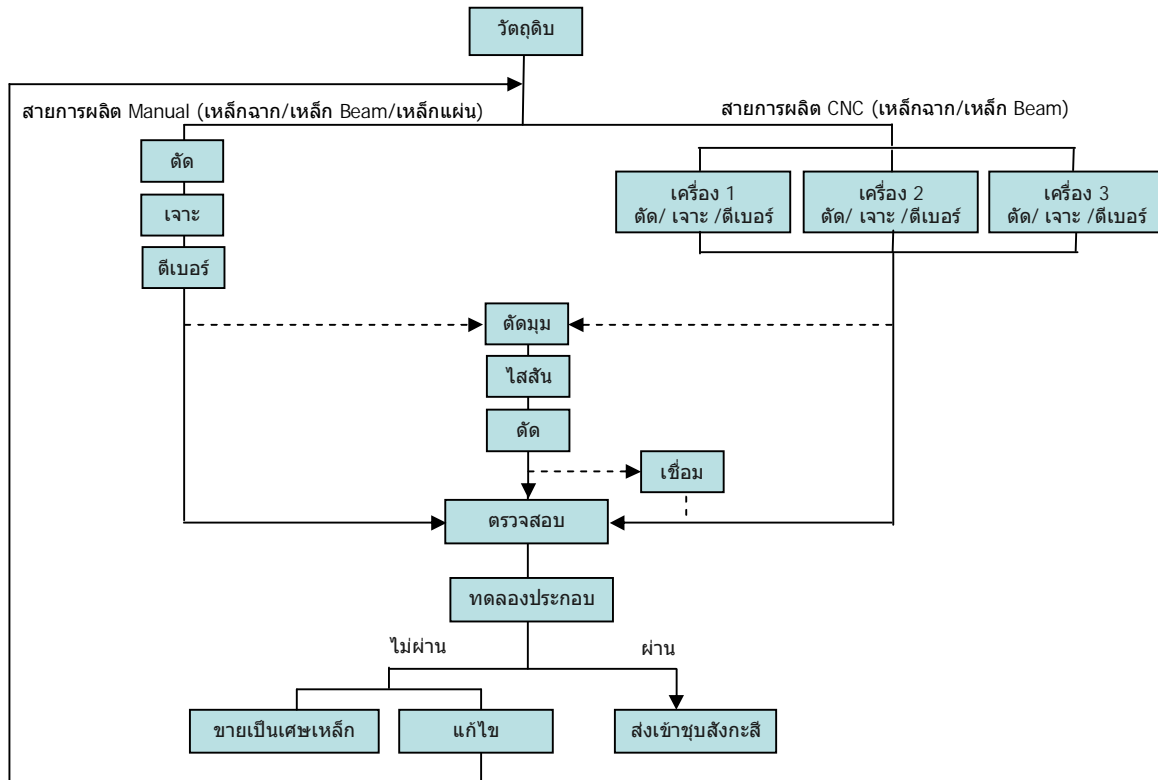 วัตถุดิบ
สายการผลิต Manual (เหล็กฉาก/เหล็ก Beam/เหล็กแผ่น)
สายการผลิต CNC (เหล็กฉาก/เหล็ก Beam)
ตัด
เจาะ
ดีเบอร์
เครื่อง 1
ตัด/ เจาะ /ดีเบอร์
เครื่อง 2
ตัด/ เจาะ /ดีเบอร์
เครื่อง 3
ตัด/ เจาะ /ดีเบอร์
ตัดมุม
ไสสัน
ดัด
เชื่อม
ตรวจสอบ
ทดลองประกอบ
ไม่ผ่าน
ผ่าน
ขายเป็นเศษเหล็ก
แก้ไข
ส่งเข้าชุบสังกะสี